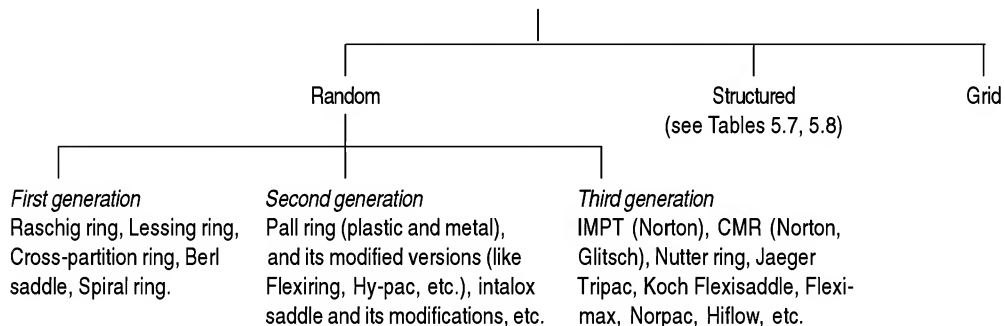 Random
Structured
(see Tables 5.7, 5.8)
Grid
First generation
Raschig ring, Lessing ring,
Cross-partition ring, Berl
saddle, Spiral ring.
Second generation
Pall ring (plastic and metal),
and its modified versions (like
Flexiring, Hy-pac, etc.), intalox
saddle and its modifications, etc.
Third generation
IMPT (Norton), CMR (Norton,
Glitsch), Nutter ring, Jaeger
Tripac, Koch Flexisaddle, Flexi-
max, Norpac, Hiflow, etc.